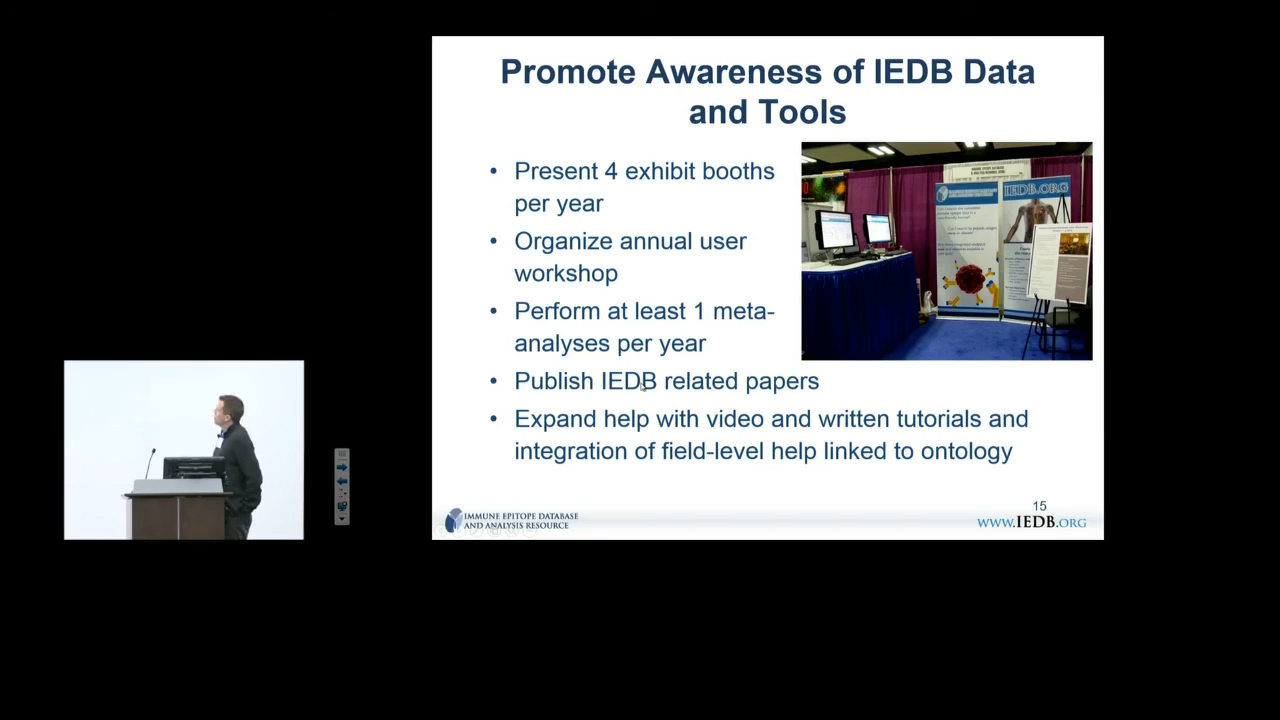 Promote Awareness of IEDB Data
and Tools
• Present 4 exhibit booths
per year
• Organize annual user
workshop
• Perform at least 1 meta-
analyses per year
• Publish IEDB related papers
• Expand help with video and written tutorials and
integration of field-level help linked to ontology
IEDB.ORG
15
IMMUNE EPITOPE DATABASE
AND ANALYSIS RESOURCE
WWW.IEDB.ORG